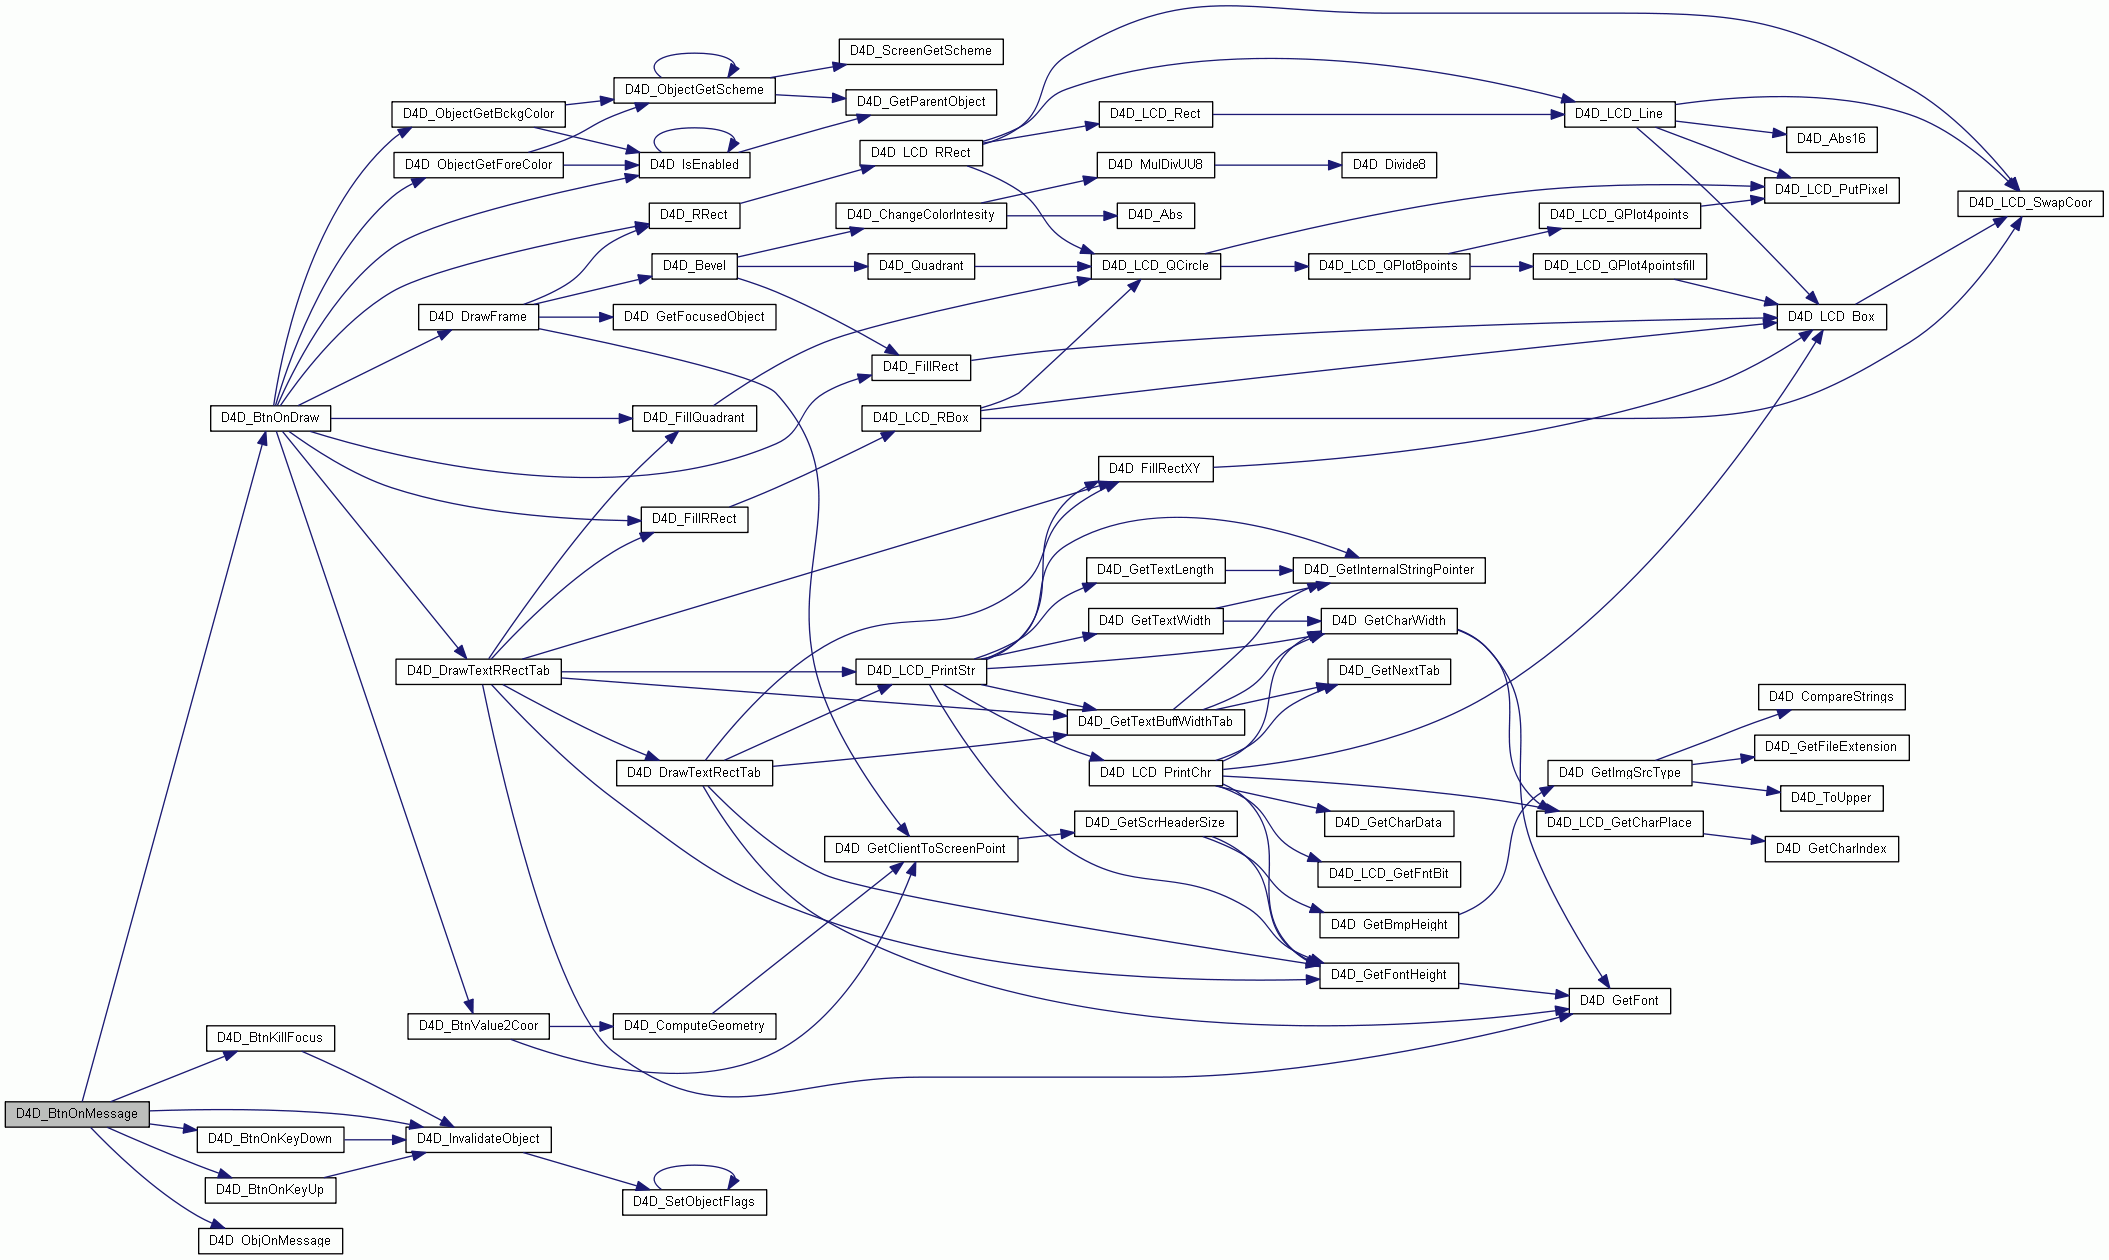 D4D_ScreenGetScheme
D4D_ObjectGetScheme
D4D_GetParentObject
D4D_ObjectGetBckgColor
D4D_LCD_Rect
D4D_LCD_Line
D4D_Abs16
D4D_LCD_RRect
D4D_ObjectGetForeColor
D4D_IsEnabled
D4D_MulDivUU8
D4D_Divide8
D4D_LCD_PutPixel
D4D_LCD_SwapCoor
D4D_RRect
D4D_ChangeColorIntesity
D4D_Abs
D4D_LCD_QPlot4points
D4D_Bevel
D4D_Quadrant
D4D_LCD_QCircle
D4D_LCD_QPlot8points
D4D_LCD_QPlot4pointsfill
D4D_DrawFrame
D4D_GetFocusedObject
D4D_LCD_Box
D4D_FillRect
D4D_BtnOnDraw
D4D_FillQuadrant
D4D_LCD_RBox
D4D_FillRectXY
D4D_FillRRect
D4D_GetTextLength
D4D_GetInternalStringPointer
D4D_GetTextWidth
D4D_GetCharWidth
D4D_DrawTextRRectTab
D4D_LCD_PrintStr
D4D_GetNextTab
D4D_CompareStrings
D4D_GetTextBuffWidthTab
D4D_GetFileExtension
D4D_DrawTextRectTab
D4D_LCD_PrintChr
D4D_GetImgSrcType
D4D_ToUpper
D4D_GetScrHeaderSize
D4D_GetCharData
D4D_LCD_GetCharPlace
D4D_GetClientToScreenPoint
D4D_GetCharIndex
D4D_LCD_GetFntBit
D4D_GetBmpHeight
D4D_GetFontHeight
D4D_GetFont
D4D_BtnValue2Coor
D4D_ComputeGeometry
D4D_BtnKillFocus
D4D_BtnOnMessage
D4D_BtnOnKeyDown
D4D_InvalidateObject
D4D_BtnOnKeyUp
D4D_SetObjectFlags
D4D_ObjOnMessage